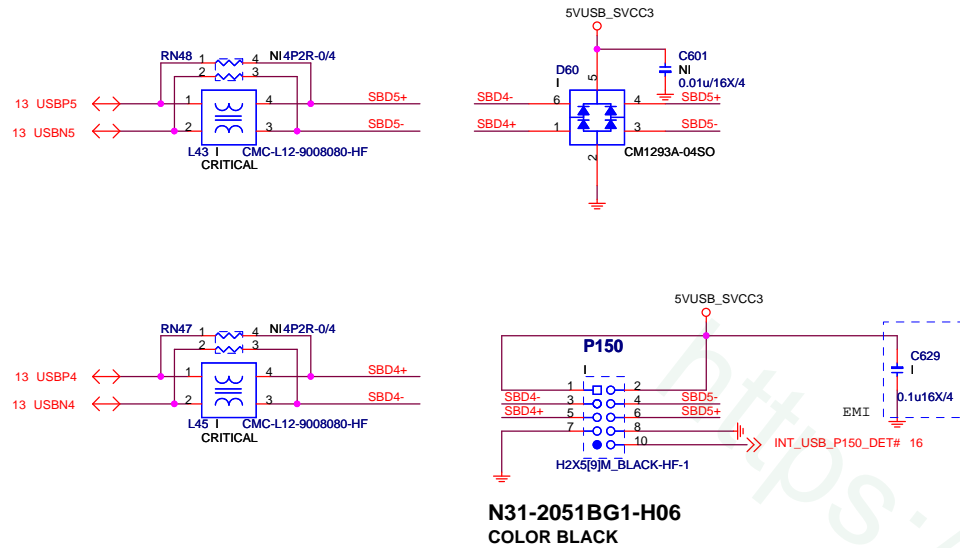 5VUSB_SVCC3
RN48 1 4 NI 4P2R-0/4
2 3
13 USBP5 1 4 SBD5+
13 USBN5 2 3 SBD5-
L43 I CMC-L12-9008080-HF
CRITICAL
C601
NI
0.01u/16X/4
D60
I
5
SBD4- 6 4 SBD5+
SBD4+ 1 3 SBD5-
2 CM1293A-04SO
RN47 1 4 NI 4P2R-0/4
2 3
13 USBP4 1 4 SBD4+
13 USBN4 2 3 SBD4-
L45 I CMC-L12-9008080-HF
CRITICAL
5VUSB_SVCC3
P150
I
1 2
SBD4- 3 4 SBD5-
SBD4+ 5 6 SBD5+
7 8
10 INT_USB_P150_DET# 16
H2X5[9]M_BLACK-HF-1
C629
I
0.1u16X/4
EMI
N31-2051BG1-H06
COLOR BLACK
https: